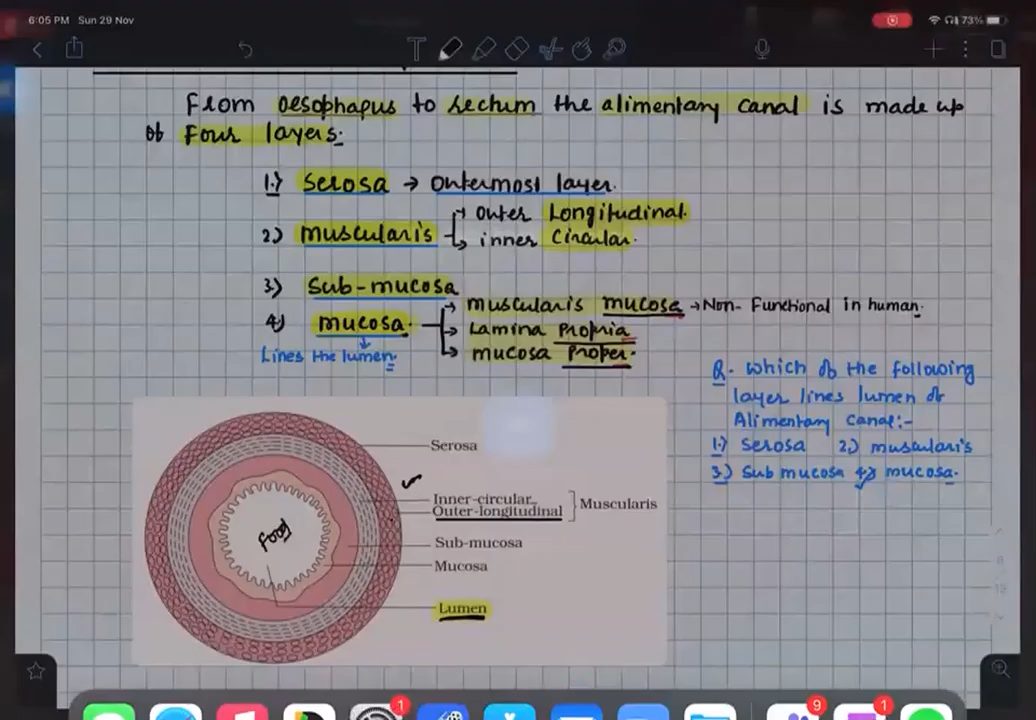 6:05 PM Sun 29 Nov
73%
From oesophapus to rectum the alimentary canal is made up
of Four layers:
1.) Serosa → Outermost layer.
2) muscularis → outer Longitudinal.
→ inner Circular.
3) Sub-mucosa
4) mucosa. → muscularis mucosa → Non-Functional in human.
→ Lamina Propria
→ mucosa Proper.
Lines the lumen.
Q. which of the following
layer lines lumen of
Alimentary canal:-
1.) Serosa 2.) muscularis
3.) Sub mucosa 4) mucosa.
Serosa
Inner-circular
Outer-longitudinal
Muscularis
food
Sub-mucosa
Mucosa
Lumen
1
9
1